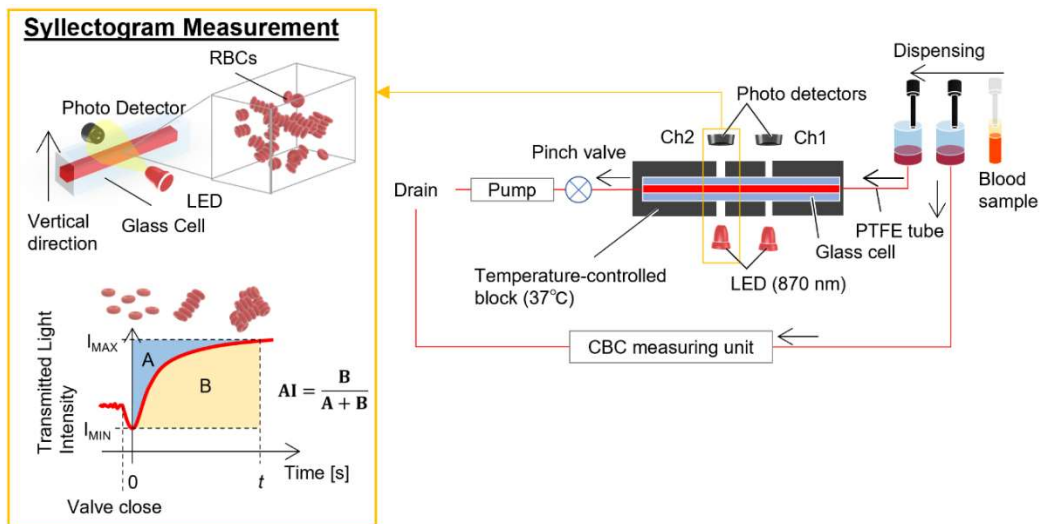 Syllectogram Measurement
RBCs
Photo Detector
LED
Glass Cell
Vertical
direction
Transmitted Light
Intensity
I_MAX
A
B
I_MIN
AI = B / A + B
0
t
Time [s]
Valve close
Dispensing
Photo detectors
Ch2
Ch1
Pinch valve
Drain
Pump
Blood
sample
PTFE tube
Glass cell
Temperature-controlled
block (37℃)
LED (870 nm)
CBC measuring unit